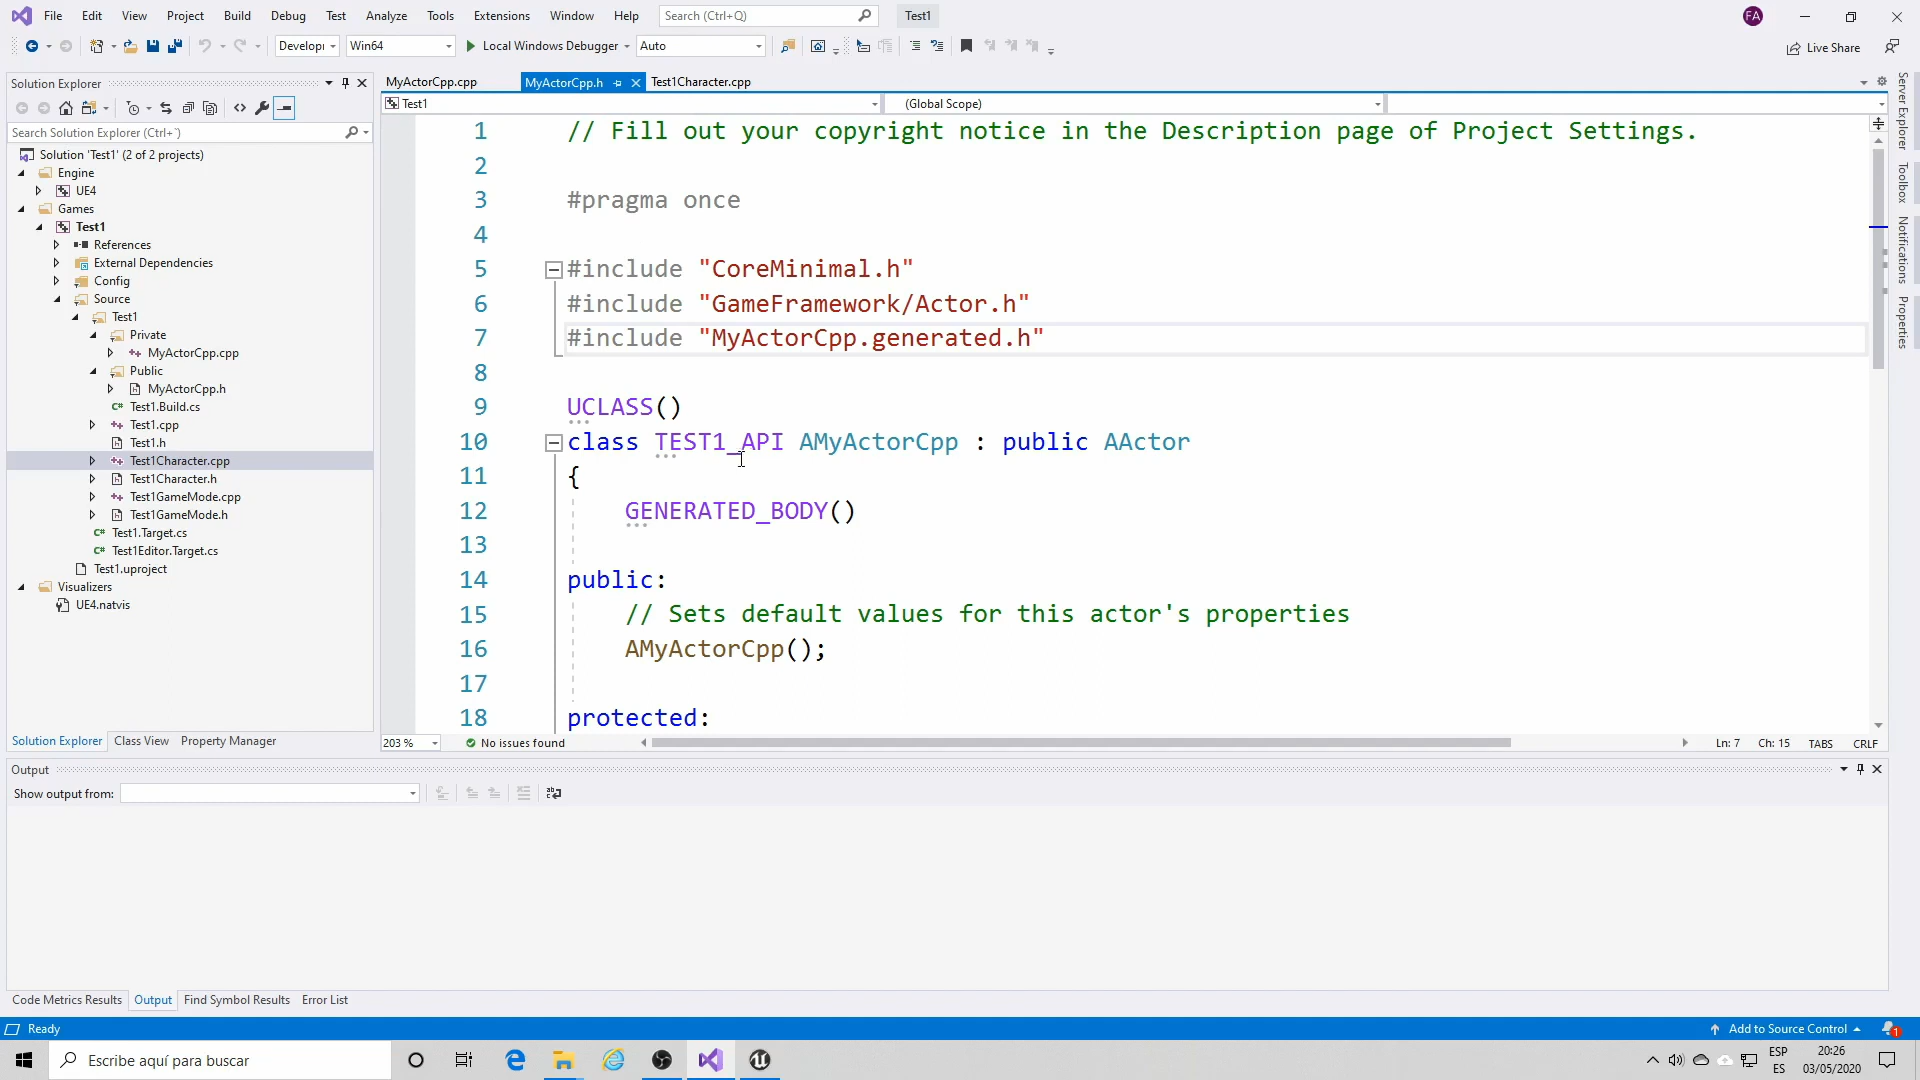 File Edit View Project Build Debug Test Analyze Tools Extensions Window Help Search (Ctrl+Q) Test1 FA
Win64 Local Windows Debugger Auto Live Share
Solution Explorer
Search Solution Explorer (Ctrl+¨)
Solution 'Test1' (2 of 2 projects)
Engine
UE4
Games
Test1
References
External Dependencies
Config
Source
Test1
Private
MyActorCpp.cpp
Public
MyActorCpp.h
Test1.Build.cs
Test1.cpp
Test1.h
Test1Character.cpp
Test1Character.h
Test1GameMode.cpp
Test1GameMode.h
Test1.Target.cs
Test1Editor.Target.cs
Test1.uproject
Visualizers
UE4.natvis
Solution Explorer Class View Property Manager
MyActorCpp.cpp MyActorCpp.h Test1Character.cpp
Test1 (Global Scope)
1 // Fill out your copyright notice in the Description page of Project Settings.
2
3 #pragma once
4
5 #include "CoreMinimal.h"
6 #include "GameFramework/Actor.h"
7 #include "MyActorCpp.generated.h"
8
9 UCLASS()
10 class TEST1_API AMyActorCpp : public AActor
11 {
12 GENERATED_BODY()
13
14 public:
15 // Sets default values for this actor's properties
16 AMyActorCpp();
17
18 protected:
203 % No issues found Ln: 7 Ch: 15 TABS CRLF
Server Explorer
Toolbox
Notifications
Properties
Output
Show output from:
Code Metrics Results Output Find Symbol Results Error List
Ready Add to Source Control 1
Escribe aquí para buscar
ESP
ES
20:26
03/05/2020